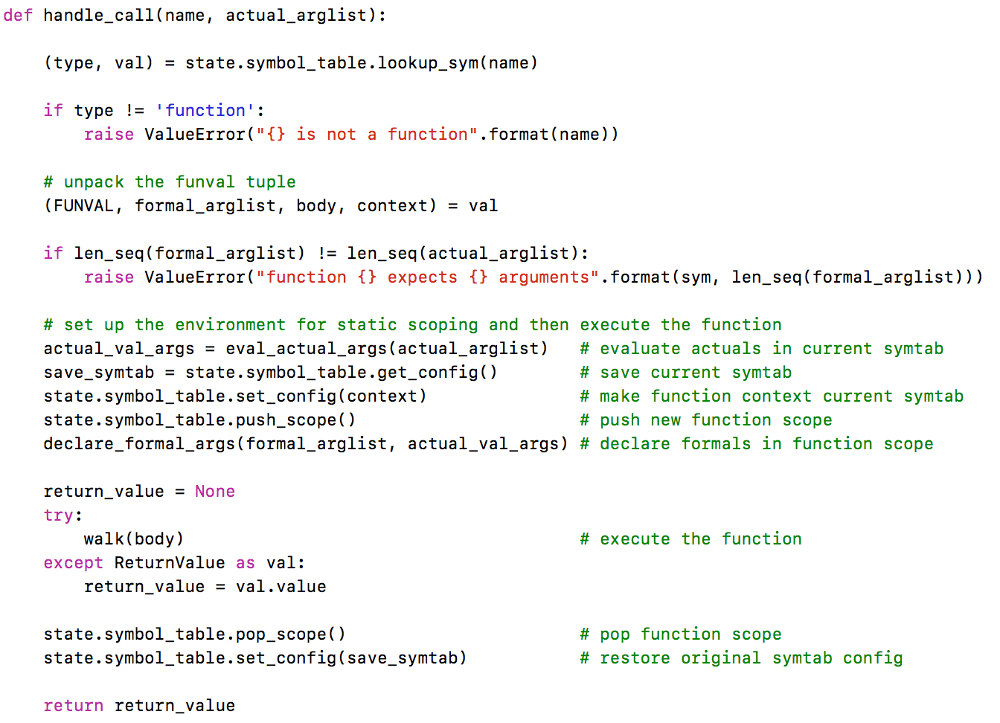 def handle_call(name, actual_arglist):

    (type, val) = state.symbol_table.lookup_sym(name)

    if type != 'function':
        raise ValueError("{} is not a function".format(name))

    # unpack the funval tuple
    (FUNVAL, formal_arglist, body, context) = val

    if len_seq(formal_arglist) != len_seq(actual_arglist):
        raise ValueError("function {} expects {} arguments".format(sym, len_seq(formal_arglist)))

    # set up the environment for static scoping and then execute the function
    actual_val_args = eval_actual_args(actual_arglist)   # evaluate actuals in current symtab
    save_symtab = state.symbol_table.get_config()        # save current symtab
    state.symbol_table.set_config(context)               # make function context current symtab
    state.symbol_table.push_scope()                      # push new function scope
    declare_formal_args(formal_arglist, actual_val_args) # declare formals in function scope

    return_value = None
    try:
        walk(body)                                       # execute the function
    except ReturnValue as val:
        return_value = val.value

    state.symbol_table.pop_scope()                       # pop function scope
    state.symbol_table.set_config(save_symtab)           # restore original symtab config

    return return_value